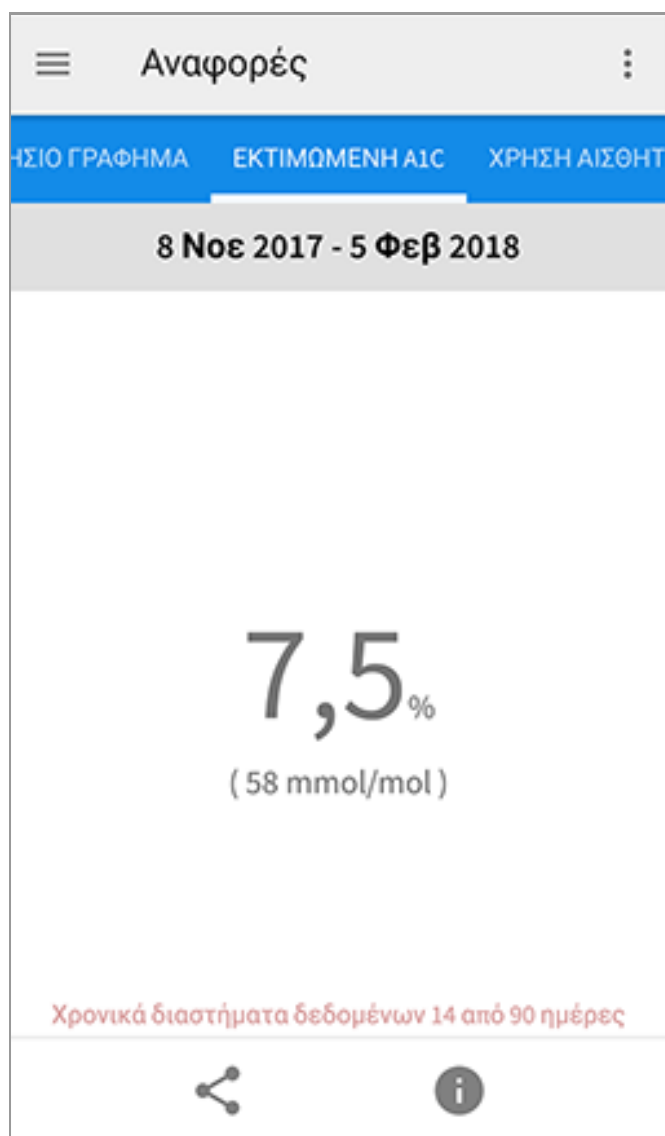 Αναφορές
ΗΣΙΟ ΓΡΑΦΗΜΑ ΕΚΤΙΜΩΜΕΝΗ A1C ΧΡΗΣΗ ΑΙΣΘΗΤ
8 Νοε 2017 - 5 Φεβ 2018
7,5%
( 58 mmol/mol )
Χρονικά διαστήματα δεδομένων 14 από 90 ημέρες